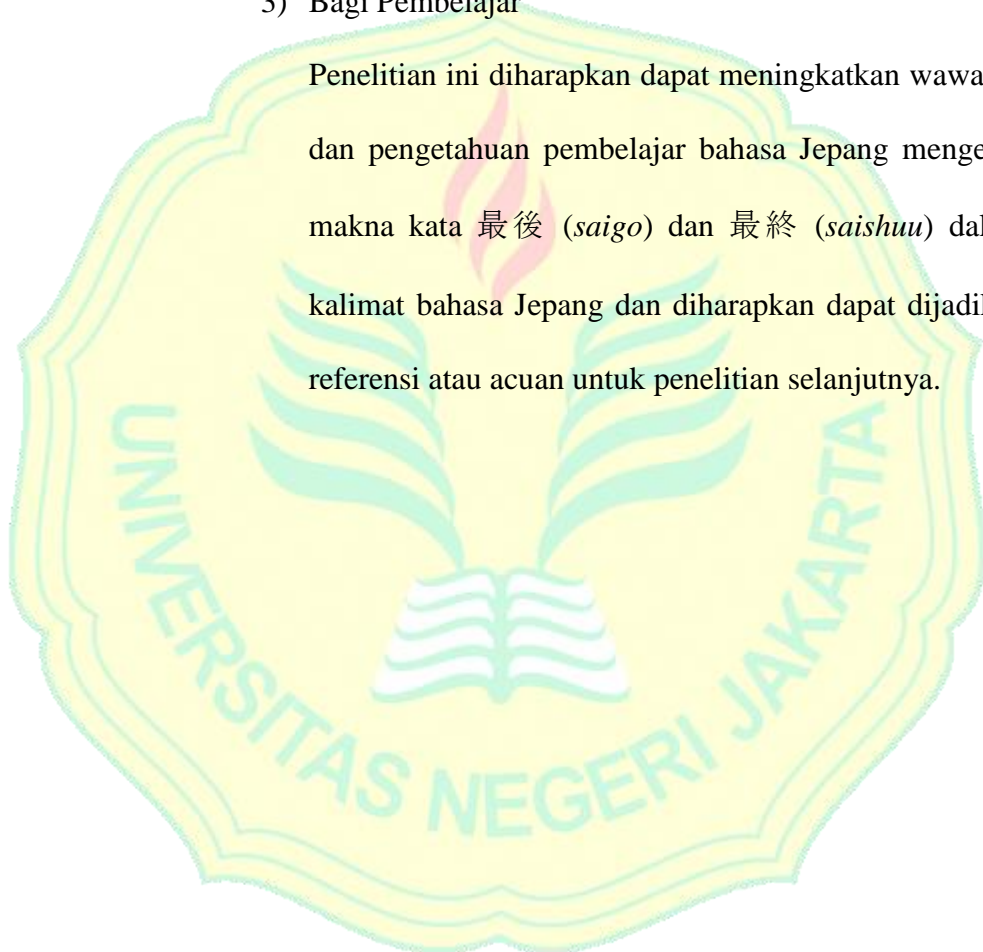 3) Bagi Pembelajar
Penelitian ini diharapkan dapat meningkatkan
dan pengetahuan pembelajar bahasa Jepang
makna kata 最後 (saigo) dan 最終 (saishuu)
kalimat bahasa Jepang dan diharapkan dapat
referensi atau acuan untuk penelitian selanjutnya.
UNIVERSITAS NEGERI JAKARTA